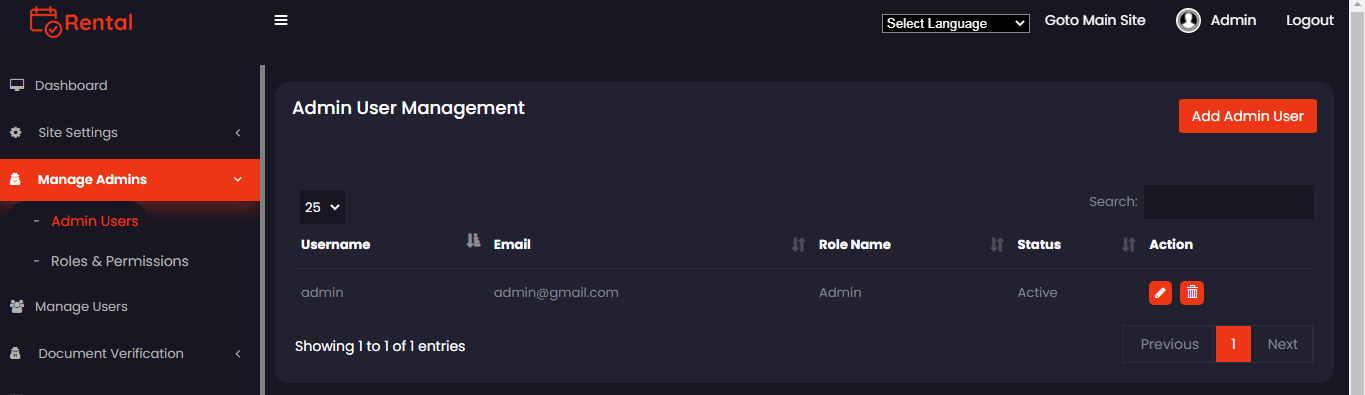 Rental
Select Language
Goto Main Site
Admin
Logout
Dashboard
Site Settings
Manage Admins
- Admin Users
- Roles & Permissions
Manage Users
Document Verification
Admin User Management
Add Admin User
25
Search:
Username Email Role Name Status Action
admin admin@gmail.com Admin Active
Showing 1 to 1 of 1 entries
Previous 1 Next